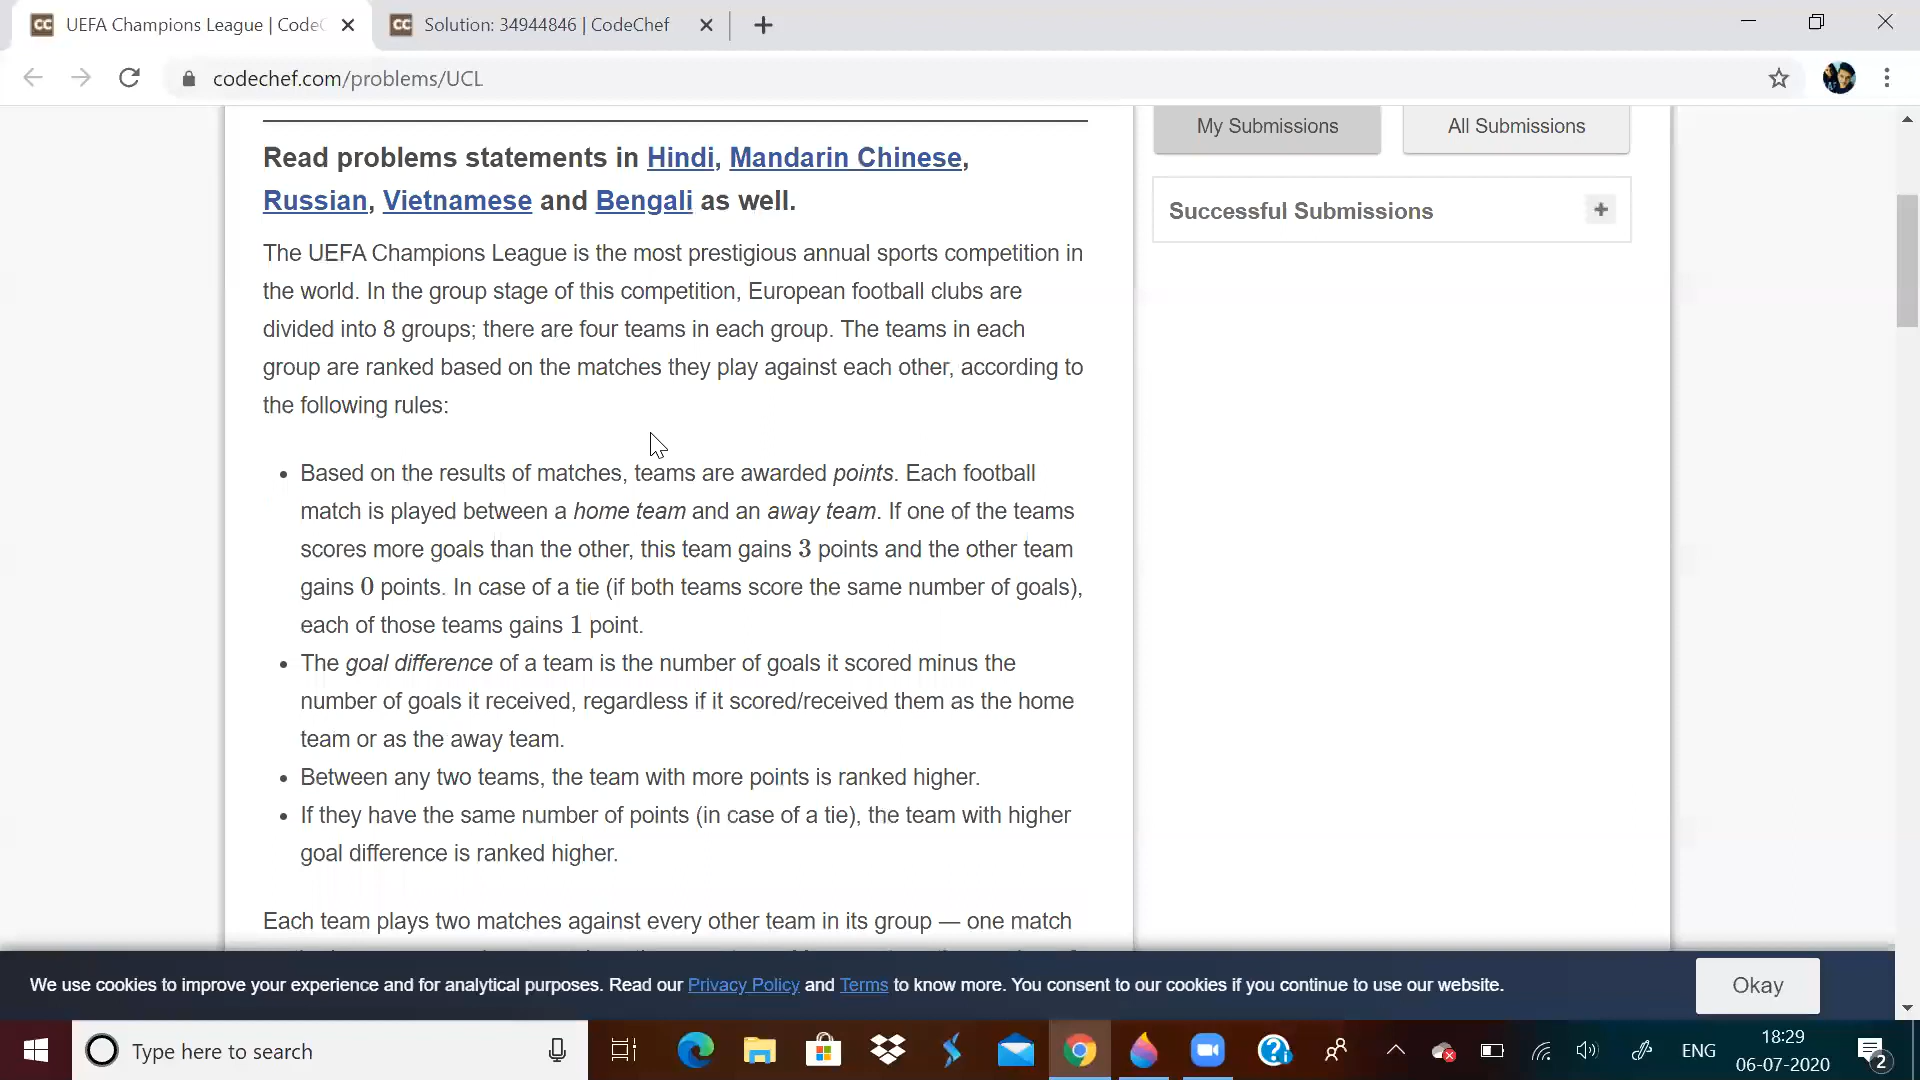 UEFA Champions League | CodeC
Solution: 34944846 | CodeChef
codechef.com/problems/UCL
My Submissions
All Submissions
Read problems statements in Hindi, Mandarin Chinese,
Russian, Vietnamese and Bengali as well.
Successful Submissions
+
The UEFA Champions League is the most prestigious annual sports competition in
the world. In the group stage of this competition, European football clubs are
divided into 8 groups; there are four teams in each group. The teams in each
group are ranked based on the matches they play against each other, according to
the following rules:
• Based on the results of matches, teams are awarded points. Each football
match is played between a home team and an away team. If one of the teams
scores more goals than the other, this team gains 3 points and the other team
gains 0 points. In case of a tie (if both teams score the same number of goals),
each of those teams gains 1 point.
• The goal difference of a team is the number of goals it scored minus the
number of goals it received, regardless if it scored/received them as the home
team or as the away team.
• Between any two teams, the team with more points is ranked higher.
• If they have the same number of points (in case of a tie), the team with higher
goal difference is ranked higher.
Each team plays two matches against every other team in its group — one match
We use cookies to improve your experience and for analytical purposes. Read our Privacy Policy and Terms to know more. You consent to our cookies if you continue to use our website.
Okay
Type here to search
ENG
18:29
06-07-2020
2